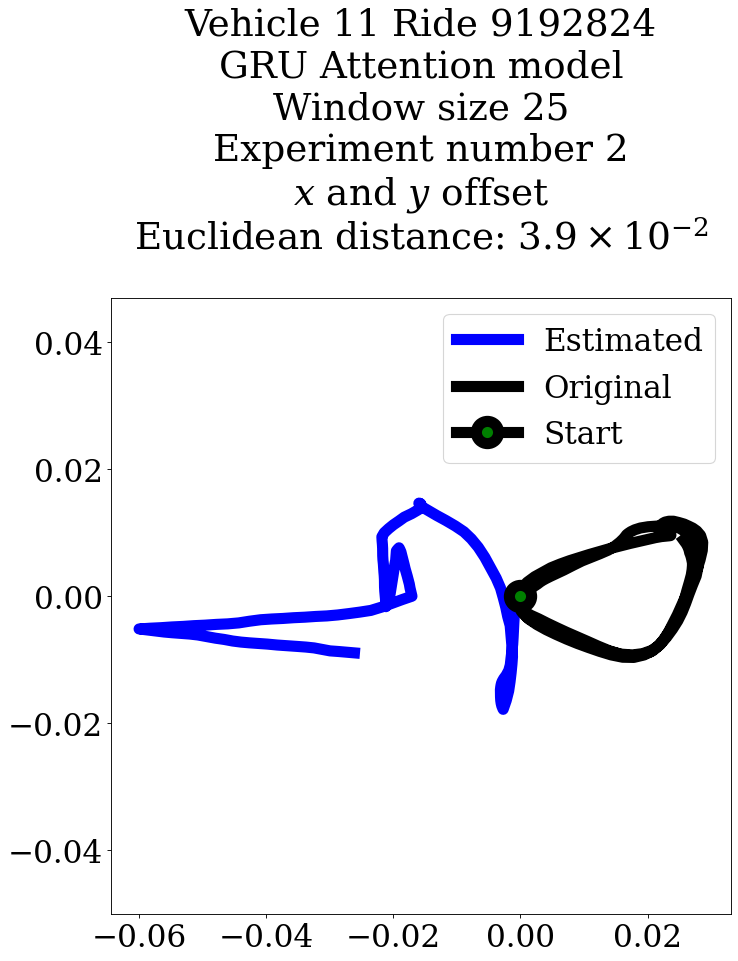 Vehicle 11 Ride 9192824
GRU Attention model
Window size 25
Experiment number 2
x and y offset
Euclidean distance: 3.9 × 10⁻²
Estimated
Original
Start
0.04
0.02
0.00
−0.02
−0.04
−0.06 −0.04 −0.02 0.00 0.02